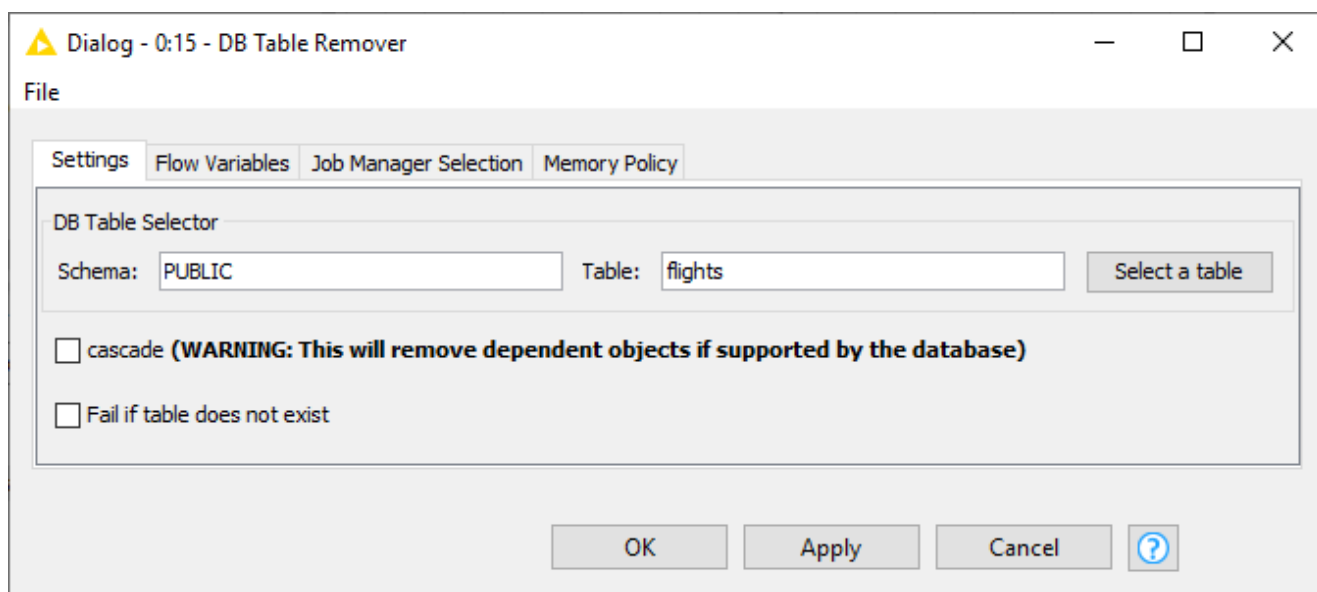 Dialog - 0:15 - DB Table Remover
File
Settings Flow Variables Job Manager Selection Memory Policy
DB Table Selector
Schema: PUBLIC Table: flights Select a table
cascade (WARNING: This will remove dependent objects if supported by the database)
Fail if table does not exist
OK Apply Cancel ?